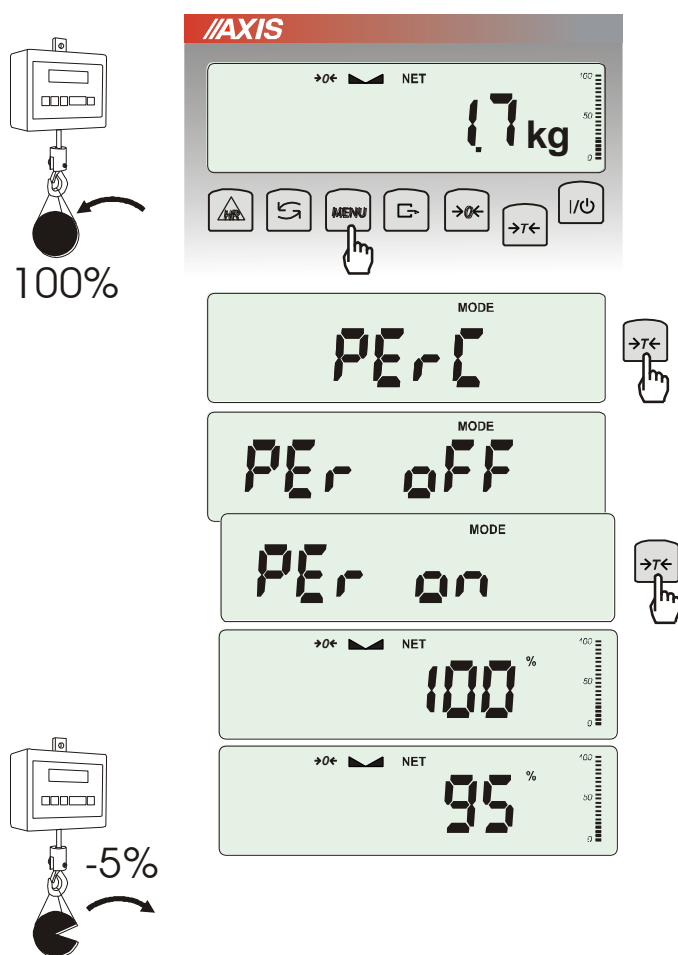 //AXIS
→0← NET
100
50
0
1.7 kg
HR MENU →0← →T← I/⏻
100%
MODE
PErC
→T←
MODE
PEr oFF
MODE
PEr on
→T←
→0← NET
100
50
0
100 %
→0← NET
100
50
0
95 %
-5%